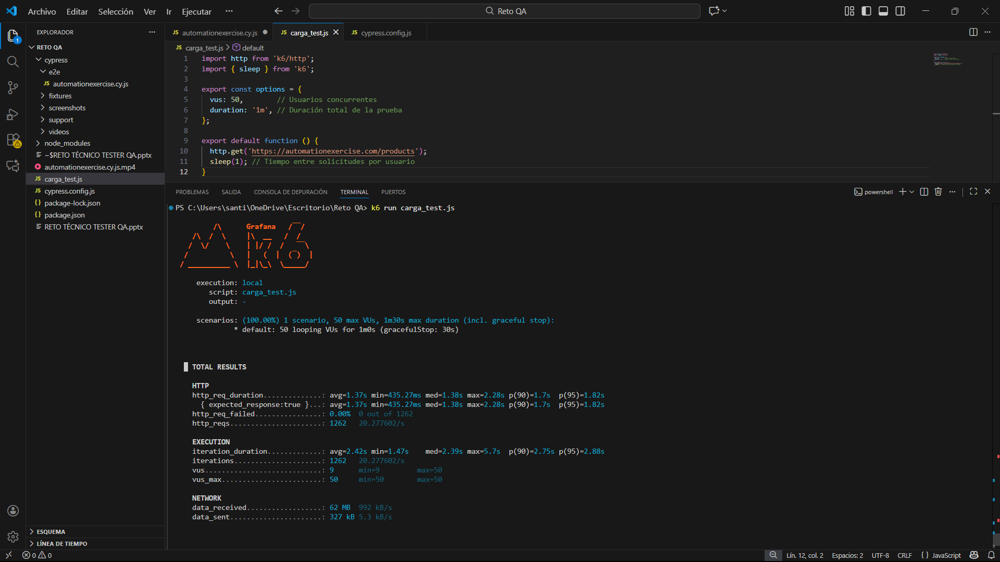 Archivo Editar Selección Ver Ir Ejecutar ···
Reto QA
EXPLORADOR
RETO QA
cypress
e2e
JS automationexercise.cy.js
fixtures
screenshots
support
videos
node_modules
~$RETO TÉCNICO TESTER QA.pptx
automationexercise.cy.js.mp4
JS carga_test.js
JS cypress.config.js
{} package-lock.json
{} package.json
RETO TÉCNICO TESTER QA.pptx
ESQUEMA
LÍNEA DE TIEMPO
JS automationexercise.cy.js
JS carga_test.js
JS cypress.config.js
JS carga_test.js > default
1 import http from 'k6/http';
2 import { sleep } from 'k6';
3
4 export const options = {
5 vus: 50, // Usuarios concurrentes
6 duration: '1m', // Duración total de la prueba
7 };
8
9 export default function () {
10 http.get('https://automationexercise.com/products');
11 sleep(1); // Tiempo entre solicitudes por usuario
12 }
PROBLEMAS SALIDA CONSOLA DE DEPURACIÓN TERMINAL PUERTOS
powershell
PS C:\Users\santi\OneDrive\Escritorio\Reto QA> k6 run carga_test.js
Grafana
k6
execution: local
script: carga_test.js
output: -
scenarios: (100.00%) 1 scenario, 50 max VUs, 1m30s max duration (incl. graceful stop):
* default: 50 looping VUs for 1m0s (gracefulStop: 30s)
TOTAL RESULTS
HTTP
http_req_duration..............: avg=1.37s min=435.27ms med=1.38s max=2.28s p(90)=1.7s p(95)=1.82s
{ expected_response:true }...: avg=1.37s min=435.27ms med=1.38s max=2.28s p(90)=1.7s p(95)=1.82s
http_req_failed................: 0.00% 0 out of 1262
http_reqs......................: 1262 20.277602/s
EXECUTION
iteration_duration.............: avg=2.42s min=1.47s med=2.39s max=5.7s p(90)=2.75s p(95)=2.88s
iterations.....................: 1262 20.277602/s
vus............................: 9 min=9 max=50
vus_max........................: 50 min=50 max=50
NETWORK
data_received..................: 62 MB 992 kB/s
data_sent......................: 327 kB 5.3 kB/s
1
0 0
Lín. 12, col. 2 Espacios: 2 UTF-8 CRLF {} JavaScript